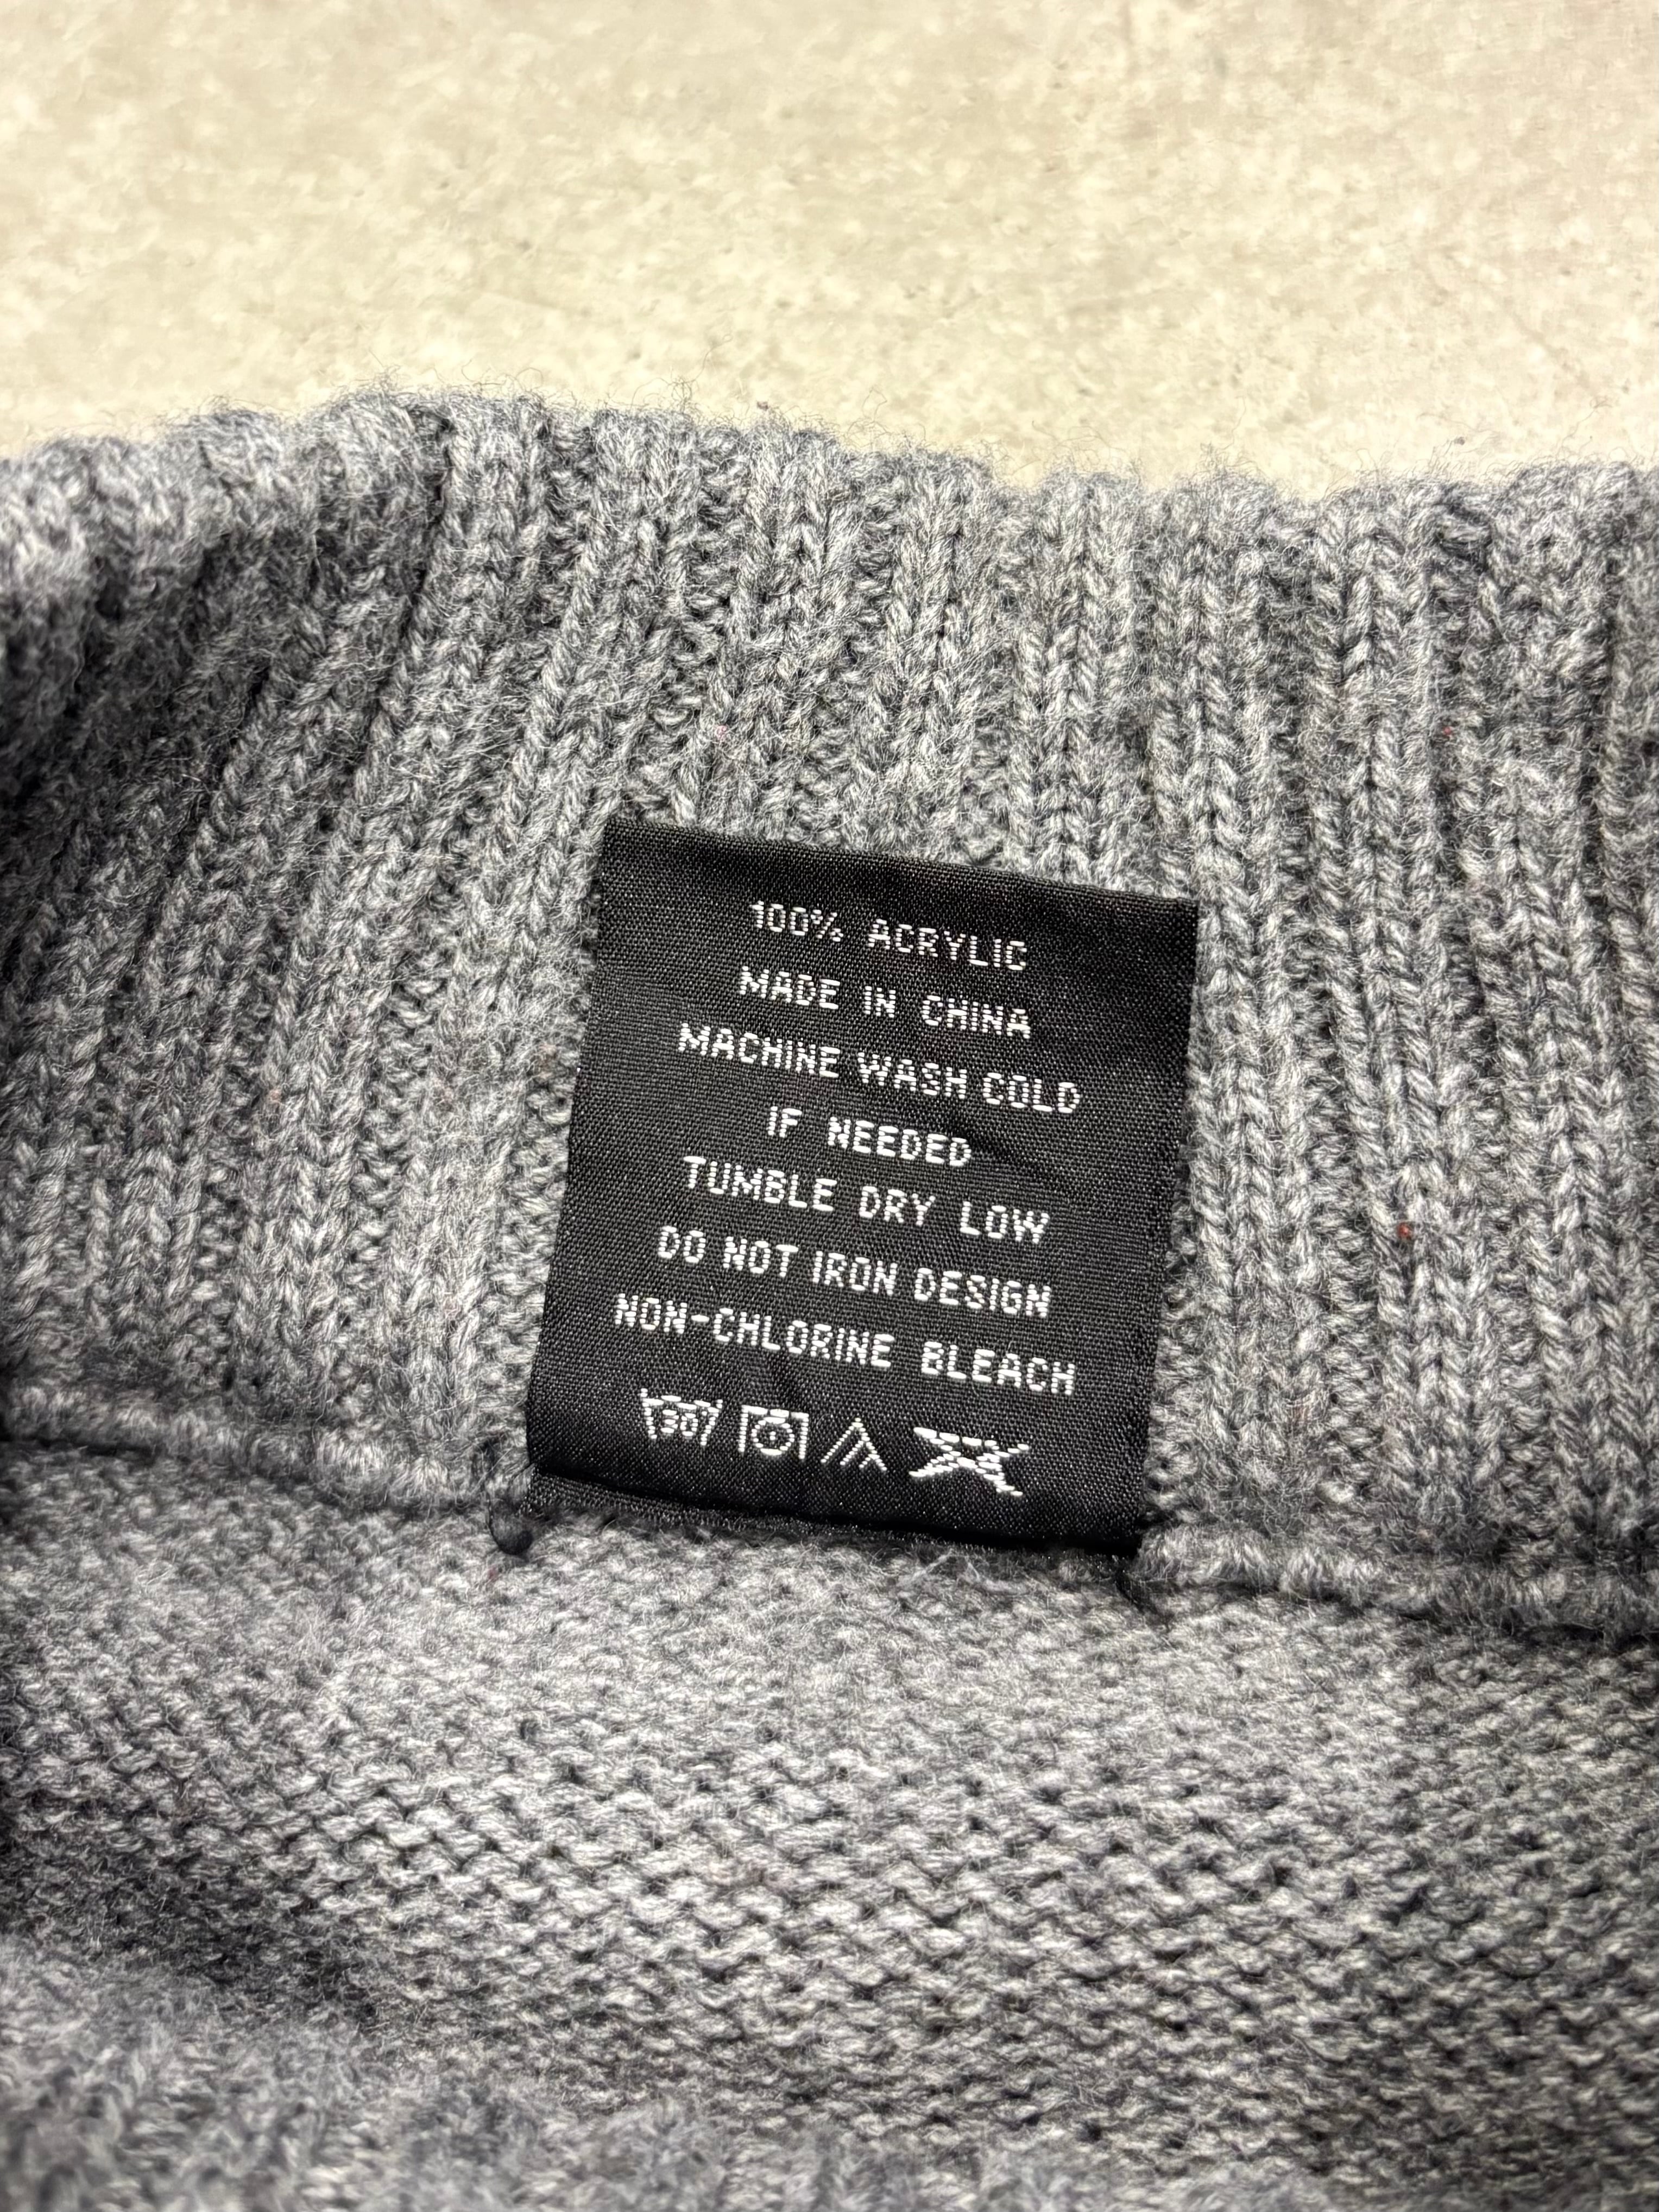 100% ACRYLIC
MADE IN CHINA
MACHINE WASH COLD
IF NEEDED
TUMBLE DRY LOW
DO NOT IRON DESIGN
NON-CHLORINE BLEACH
30